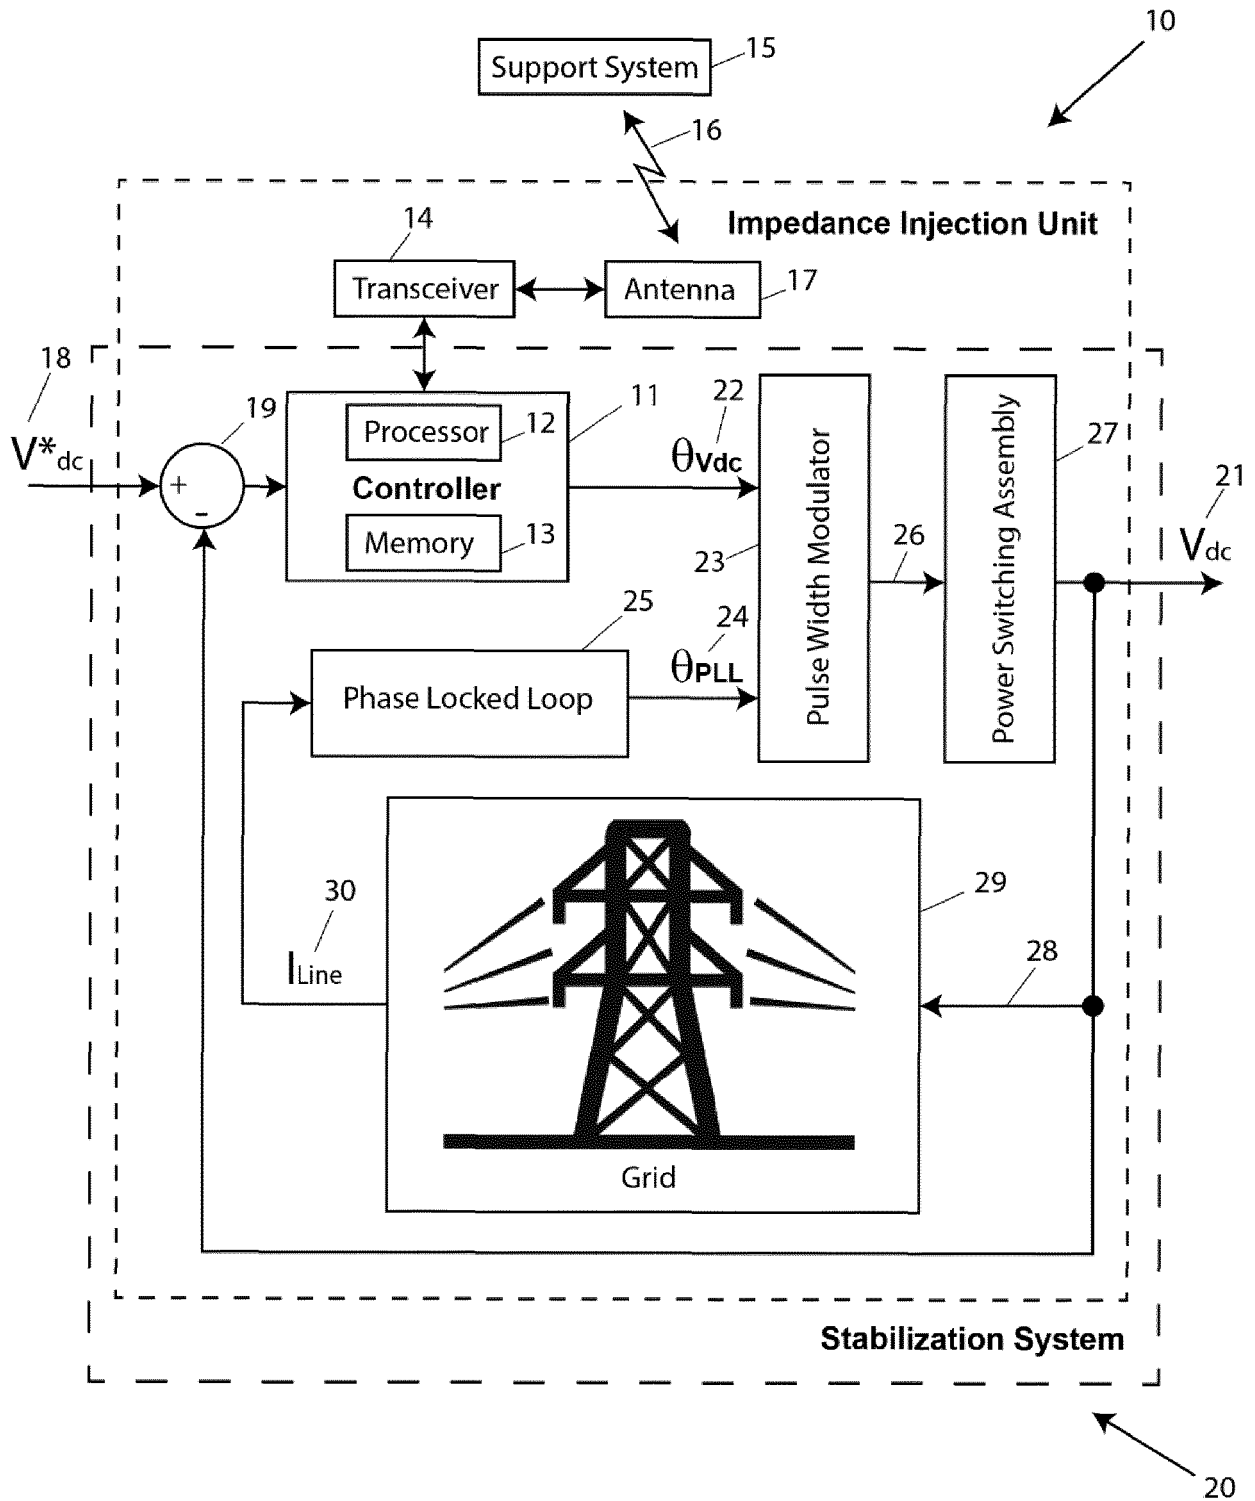 10
Support System
15
16
Impedance Injection Unit
14
Transceiver
Antenna
17
18
V*dc
19
+
-
Processor
12
Controller
Memory
13
11
22
θVdc
23
24
θPLL
25
Phase Locked Loop
Pulse Width Modulator
26
Power Switching Assembly
27
21
Vdc
30
ILine
29
28
Grid
Stabilization System
20